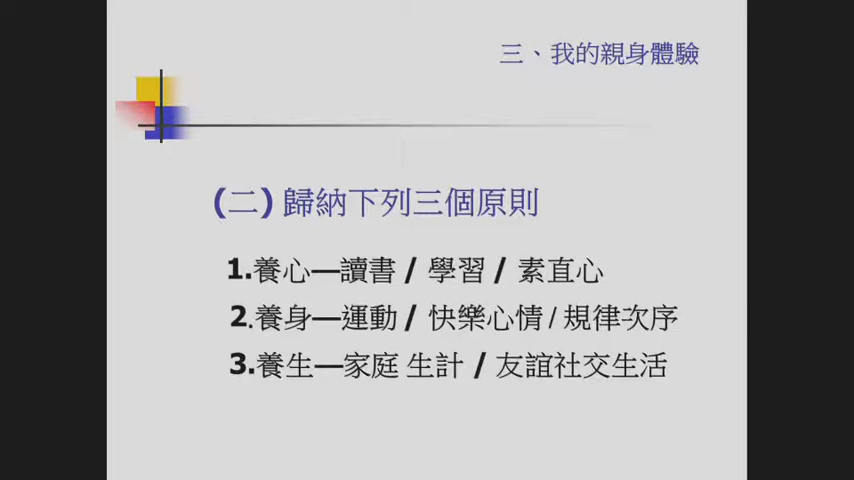 三、我的親身體驗
(二) 歸納下列三個原則
1.養心—讀書 / 學習 / 素直心
2.養身—運動 / 快樂心情 / 規律次序
3.養生—家庭 生計 / 友誼社交生活